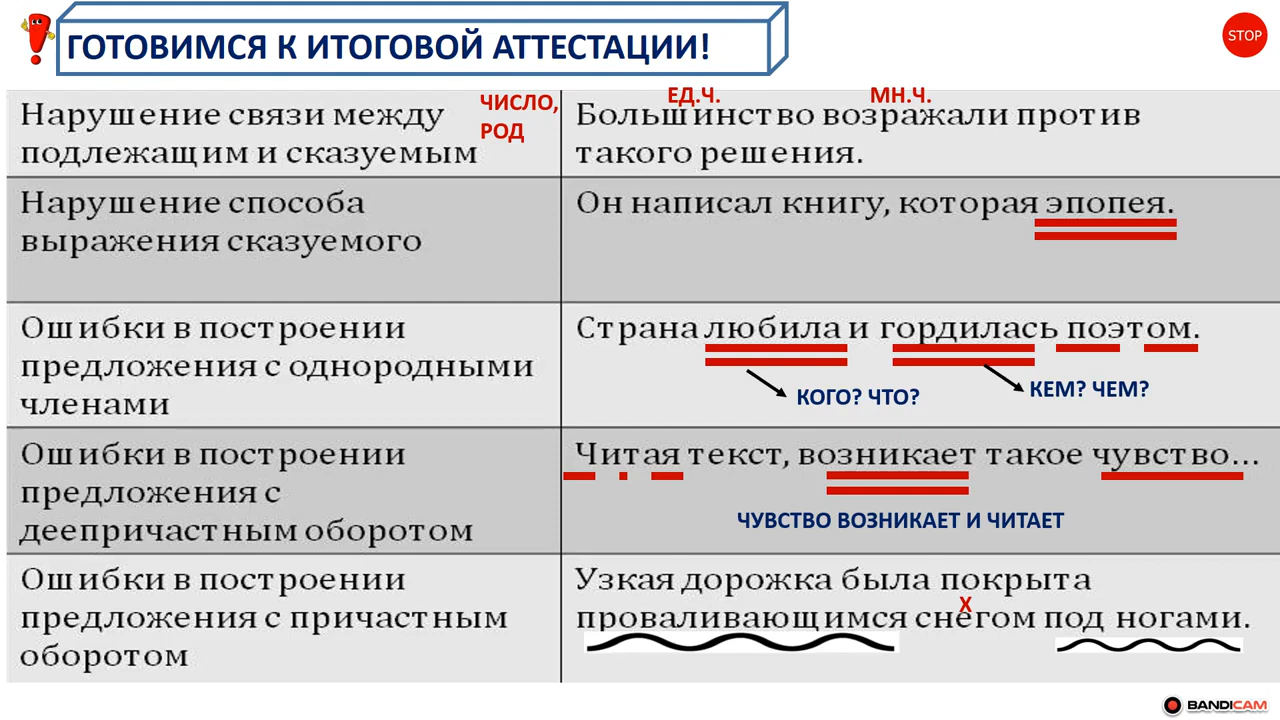 ГОТОВИМСЯ К ИТОГОВОЙ АТТЕСТАЦИИ!
STOP
Нарушение связи между
подлежащим и сказуемым
ЧИСЛО,
РОД
ЕД.Ч.
МН.Ч.
Большинство возражали против
такого решения.
Нарушение способа
выражения сказуемого
Он написал книгу, которая эпопея.
Ошибки в построении
предложения с однородными
членами
Страна любила и гордилась поэтом.
КОГО? ЧТО?
КЕМ? ЧЕМ?
Ошибки в построении
предложения с
деепричастным оборотом
Читая текст, возникает такое чувство...
ЧУВСТВО ВОЗНИКАЕТ И ЧИТАЕТ
Ошибки в построении
предложения с причастным
оборотом
Узкая дорожка была покрыта
Х
проваливающимся снегом под ногами.
BANDICAM